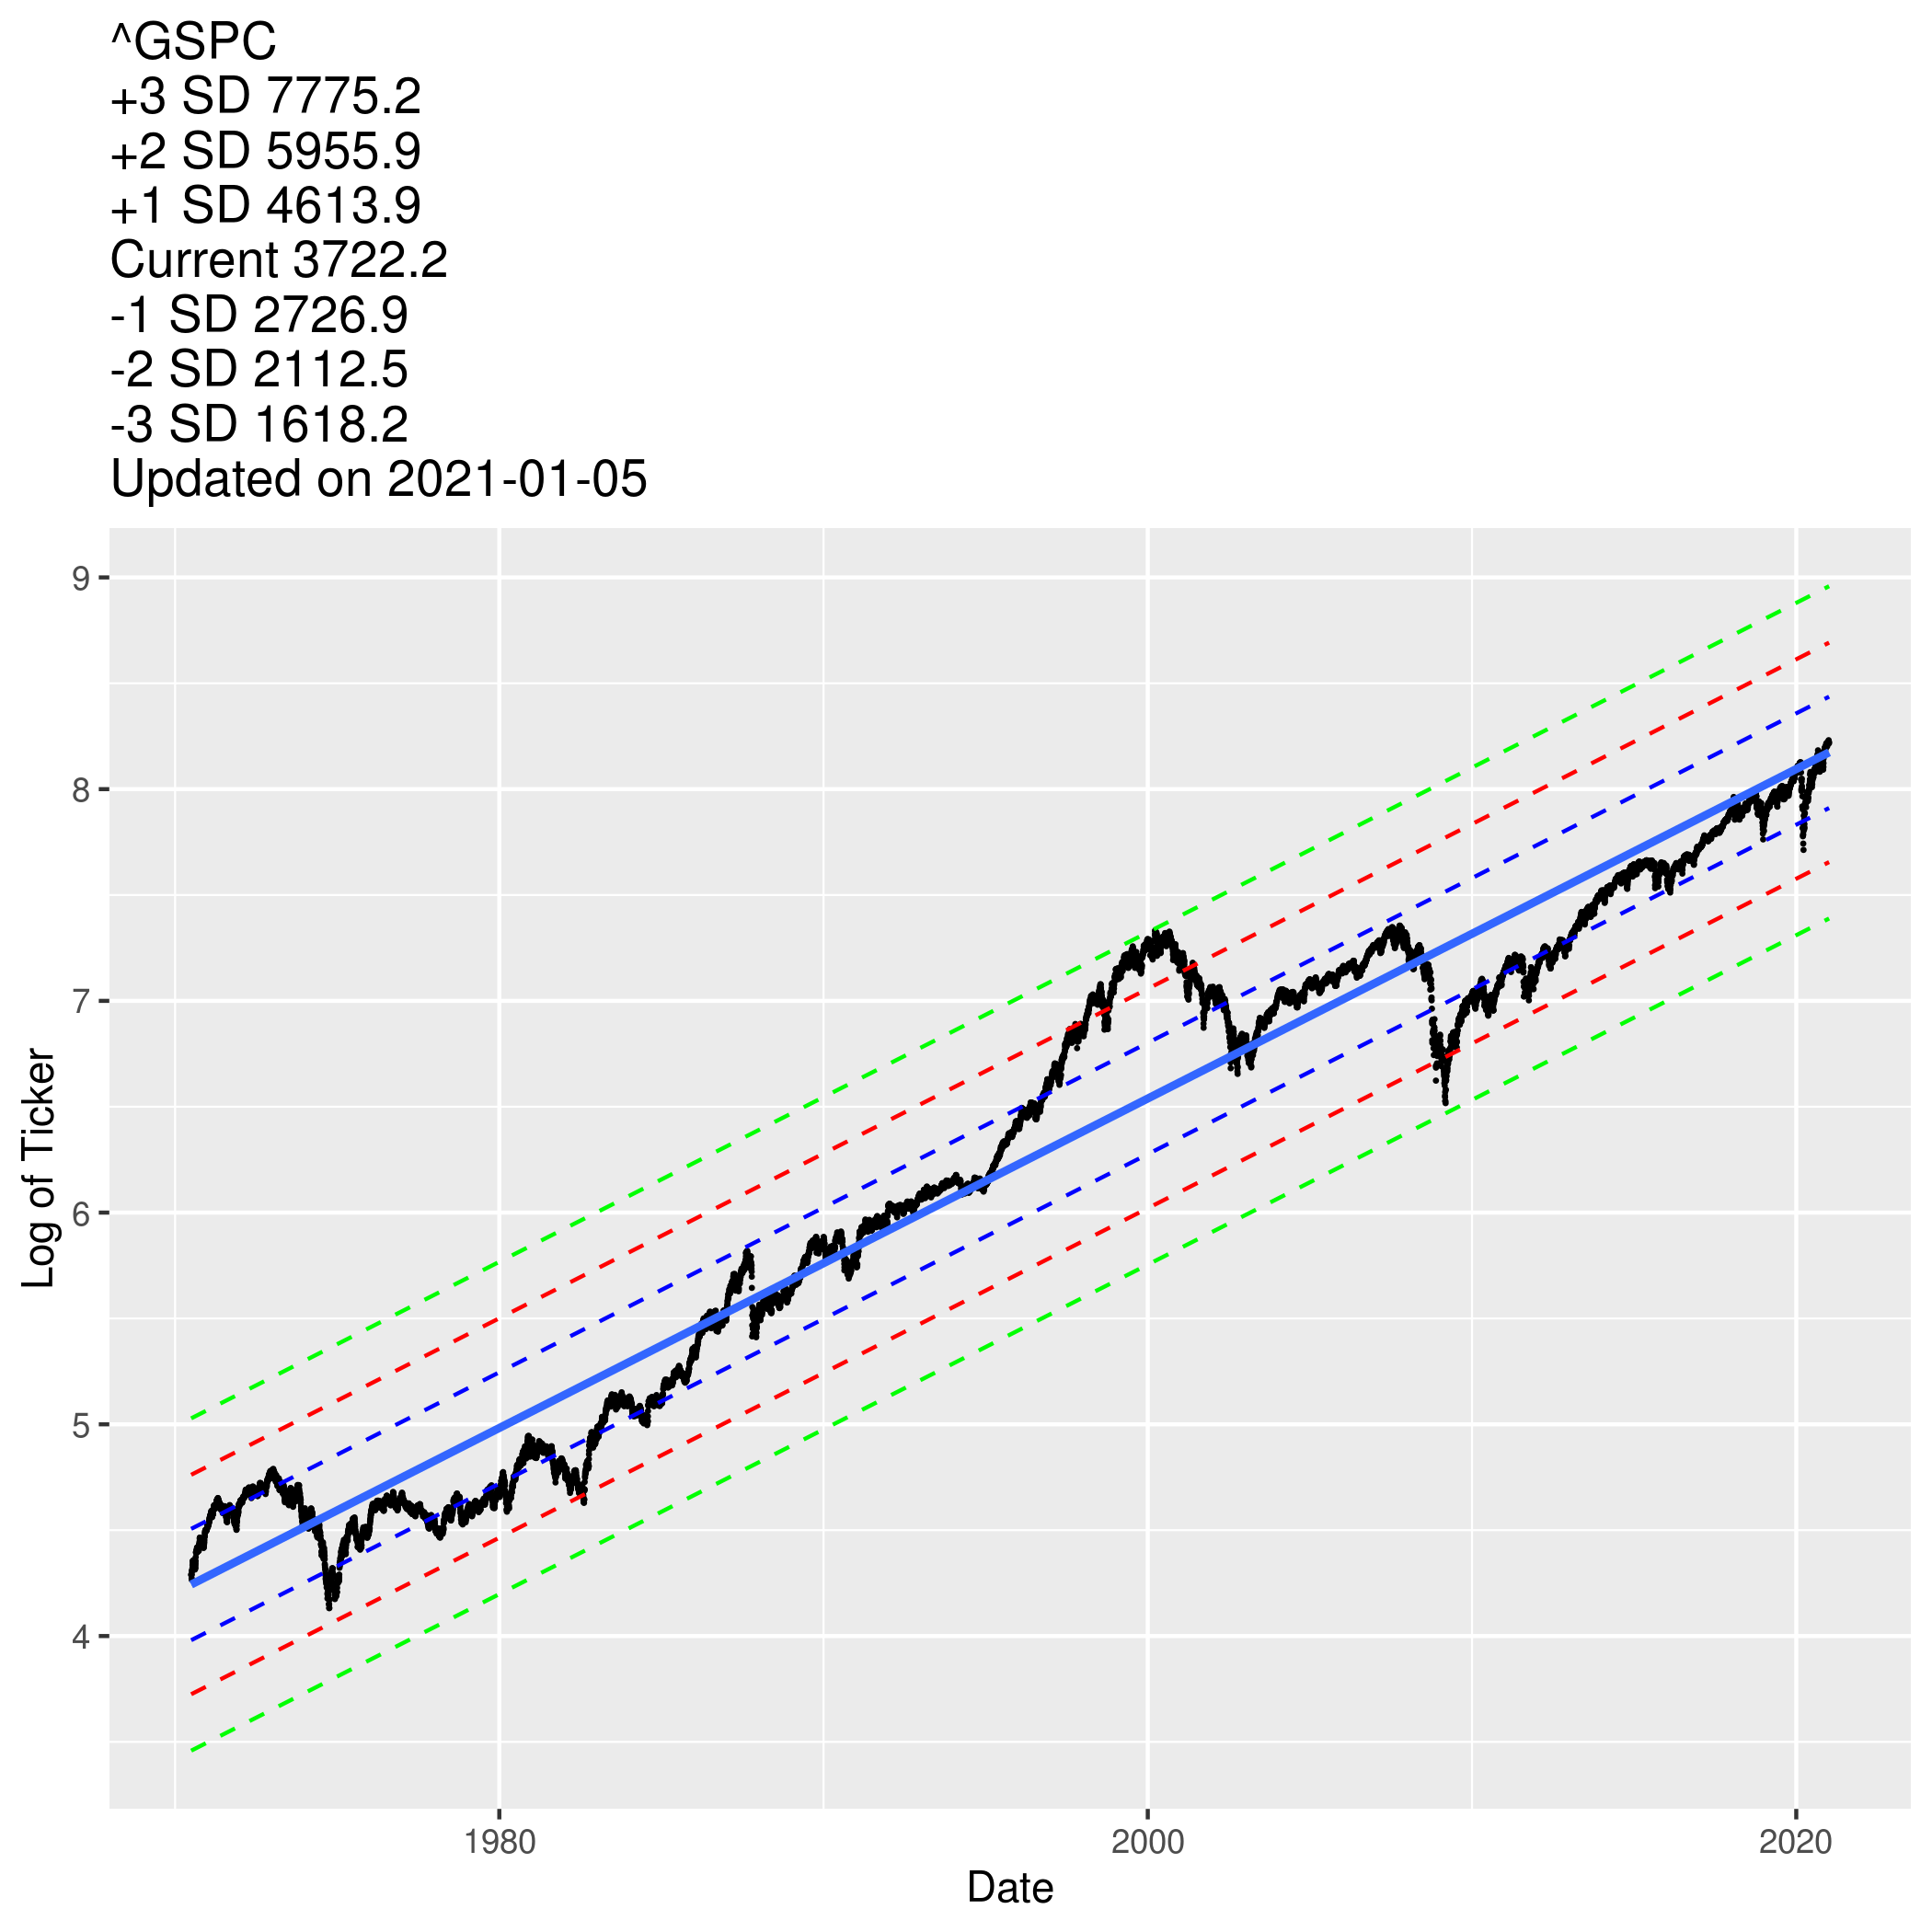 ^GSPC
+3 SD 7775.2
+2 SD 5955.9
+1 SD 4613.9
Current 3722.2
-1 SD 2726.9
-2 SD 2112.5
-3 SD 1618.2
Updated on 2021-01-05
9
8
7
6
5
4
Log of Ticker
1980
2000
2020
Date